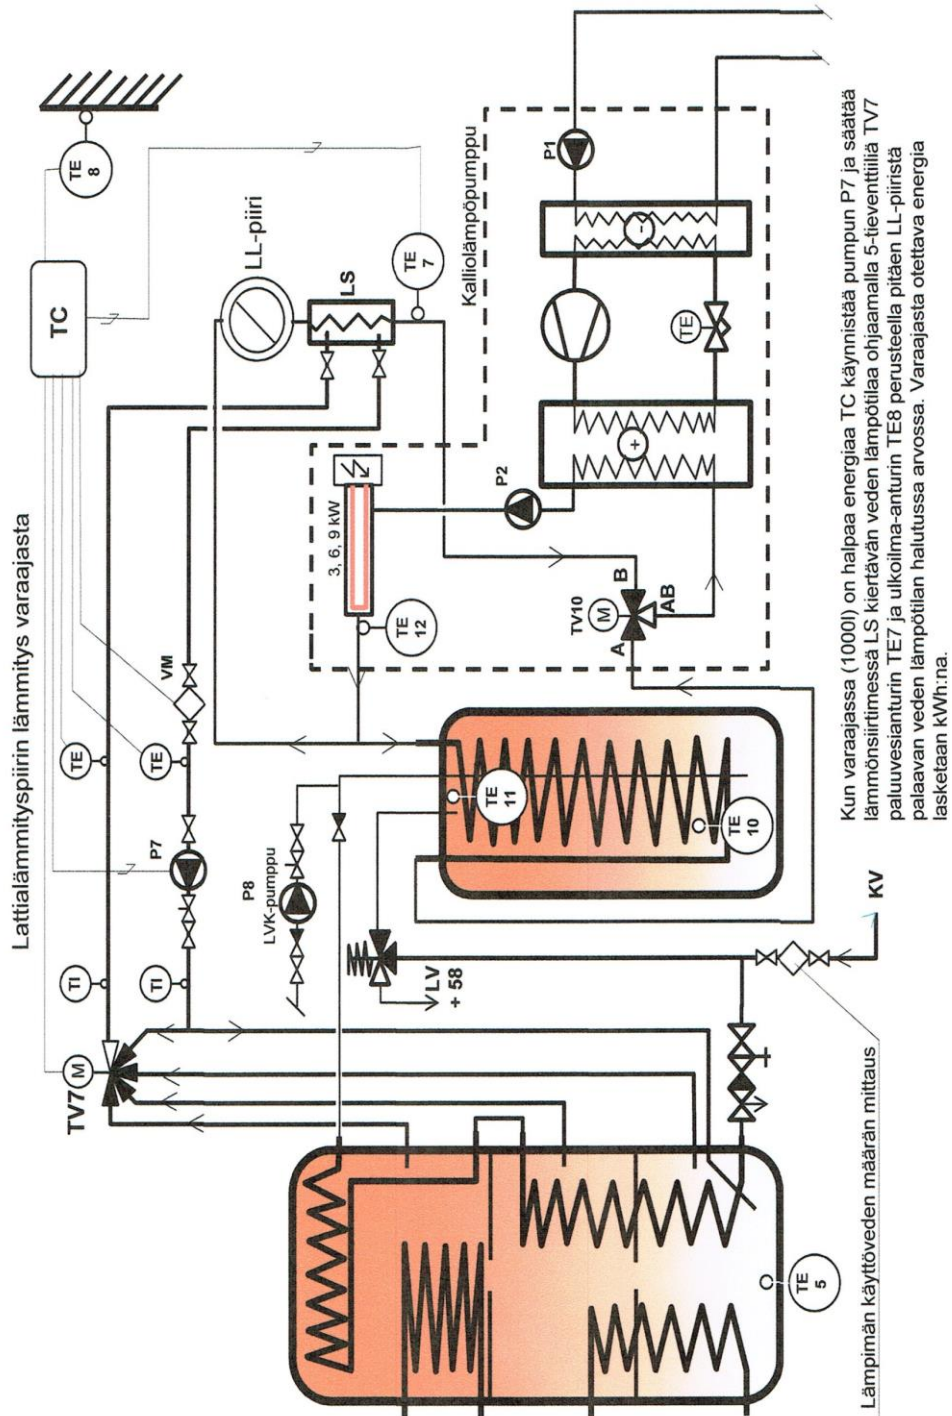 Lattialämmityspiirin lämmitys varaajasta
TE
8
TC
LL-piiri
LS
TE
7
Kalliolämpöpumppu
P1
-
TE
+
P2
3, 6, 9 kW
TE
12
TV10
M
A
B
AB
VM
TE
TE
P7
TI
TI
TV7
M
P8
LVK-pumppu
TE
11
TE
10
LV
+ 58
KV
TE
5
Lämpimän käyttöveden määrän mittaus
Kun varaajassa (1000l) on halpaa energiaa TC käynnistää pumpun P7 ja säätää
lämmönsiirtimessä LS kiertävän veden lämpötilaa ohjaamalla 5-tieventtiiliä TV7
paluuvesianturin TE7 ja ulkoilma-anturin TE8 perusteella pitäen LL-piiristä
palaavan veden lämpötilan halutussa arvossa. Varaajasta otettava energia
lasketaan kWh:na.